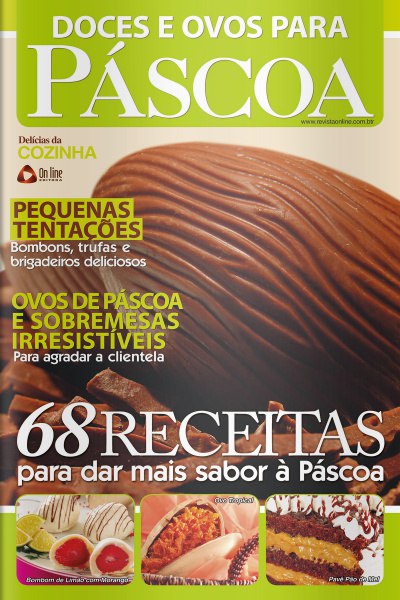 DOCES E OVOS PARA
PÁSCOA
www.revistaonline.com.btr
Delícias da
COZINHA
On line
EDITORA
PEQUENAS
TENTAÇÕES
Bombons, trufas e
brigadeiros deliciosos
OVOS DE PÁSCOA
E SOBREMESAS
IRRESISTÍVEIS
Para agradar a clientela
68 RECEITAS
para dar mais sabor à Páscoa
Bombom de Limão com Morango
Ovo Tropical
Pavê Pão de Mel